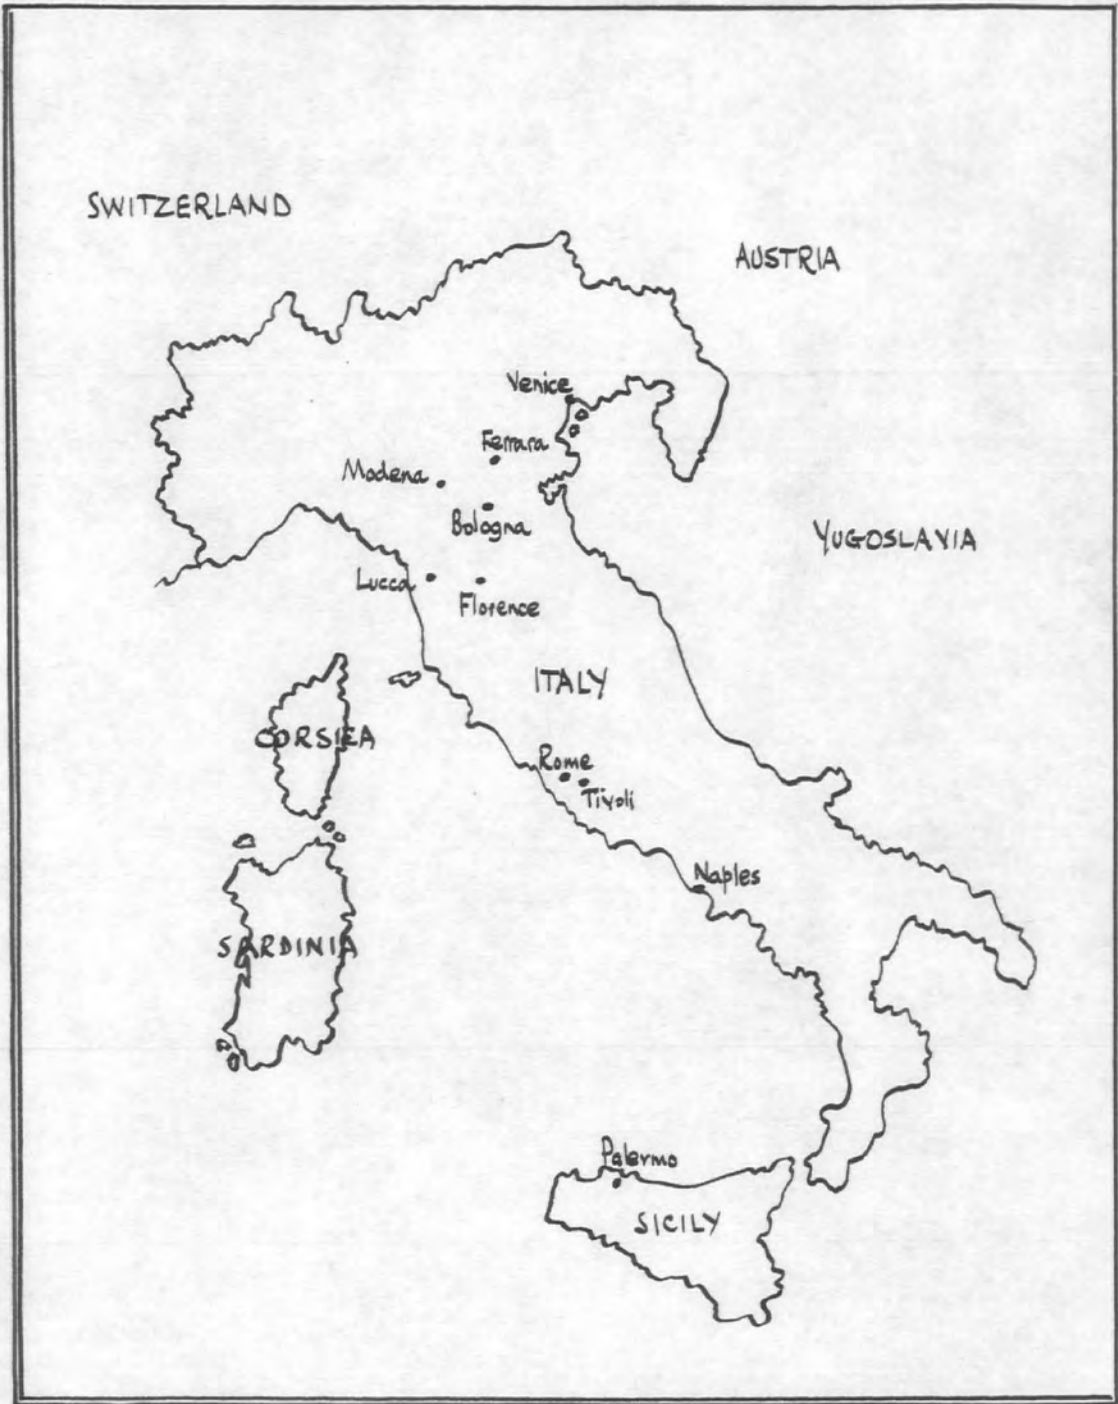 SWITZERLAND
AUSTRIA
Venice
Ferrara
Modena
Bologna
YUGOSLAVIA
Lucca
Florence
ITALY
CORSICA
Rome
Tivoli
Naples
SARDINIA
Palermo
SICILY